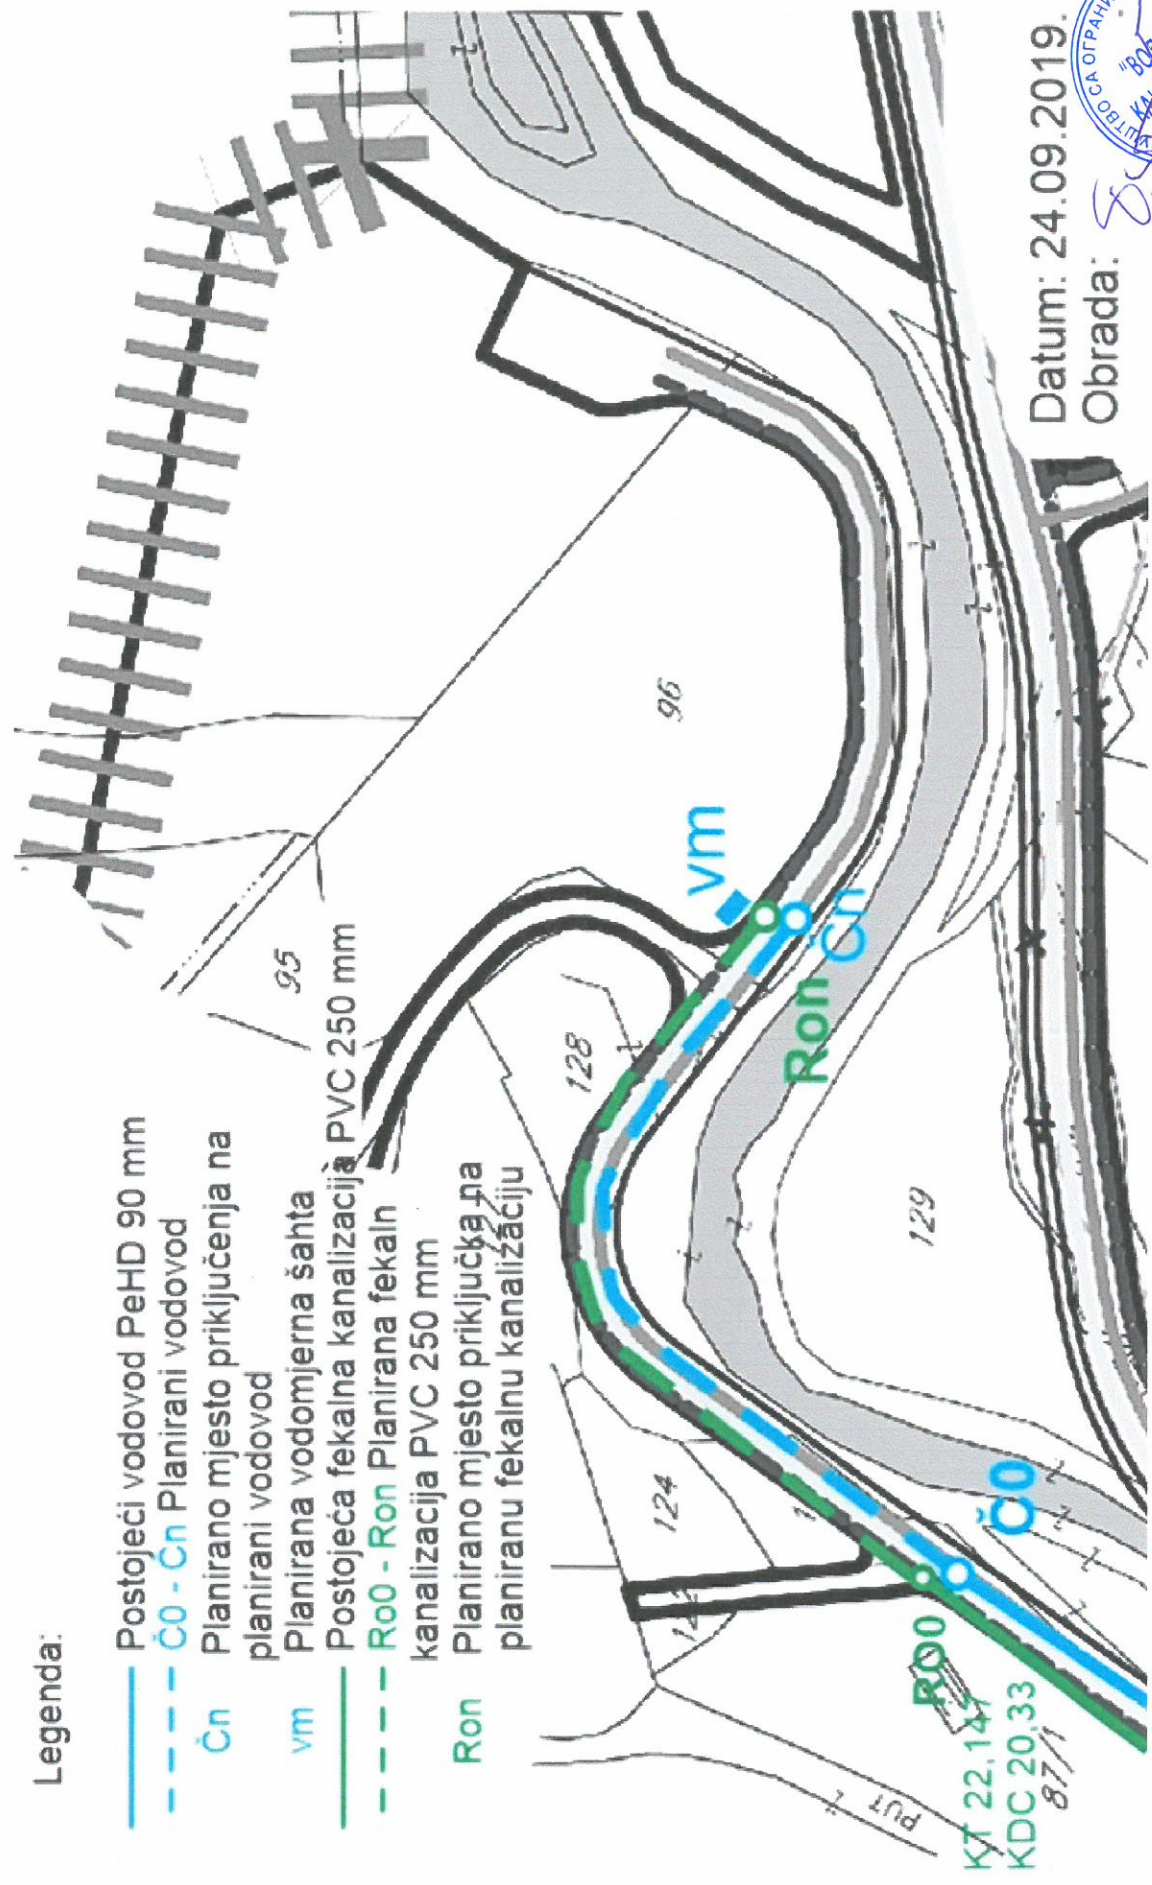 Legenda:
Postojeći vodovod PeHD 90 mm
Č0 - Čn Planirani vodovod
Čn Planirano mjesto priključenja na
planirani vodovod
vm Planirana vodomjerna šahta
Postojeća fekalna kanalizacija PVC 250 mm
Ro0 - Ron Planirana fekaln
kanalizacija PVC 250 mm
Ron Planirano mjesto priključka na
planiranu fekalnu kanalizaciju
95
96
128
124
129
vm
Ron
Čn
Č0
RO0
KT 22.147
KDC 20.33
87/1
PUT
Datum: 24.09.2019.
Obrada: